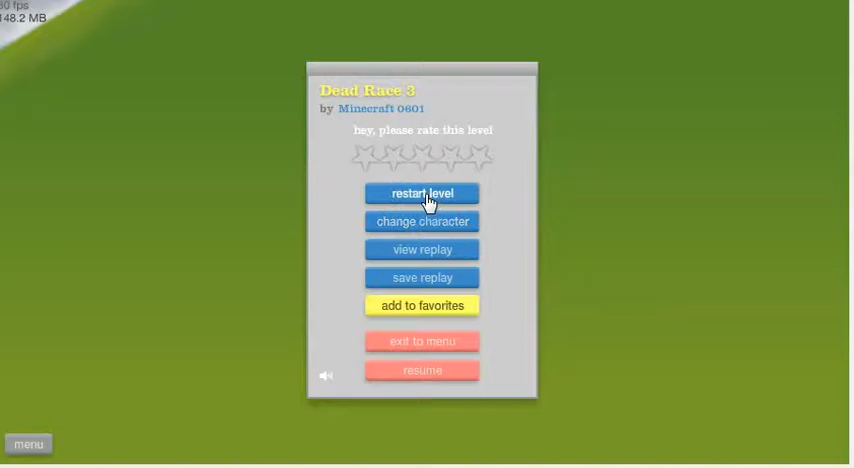 30 fps
148.2 MB
Dead Race 3
by Minecraft 0601
hey, please rate this level
restart level
change character
view replay
save replay
add to favorites
exit to menu
resume
menu